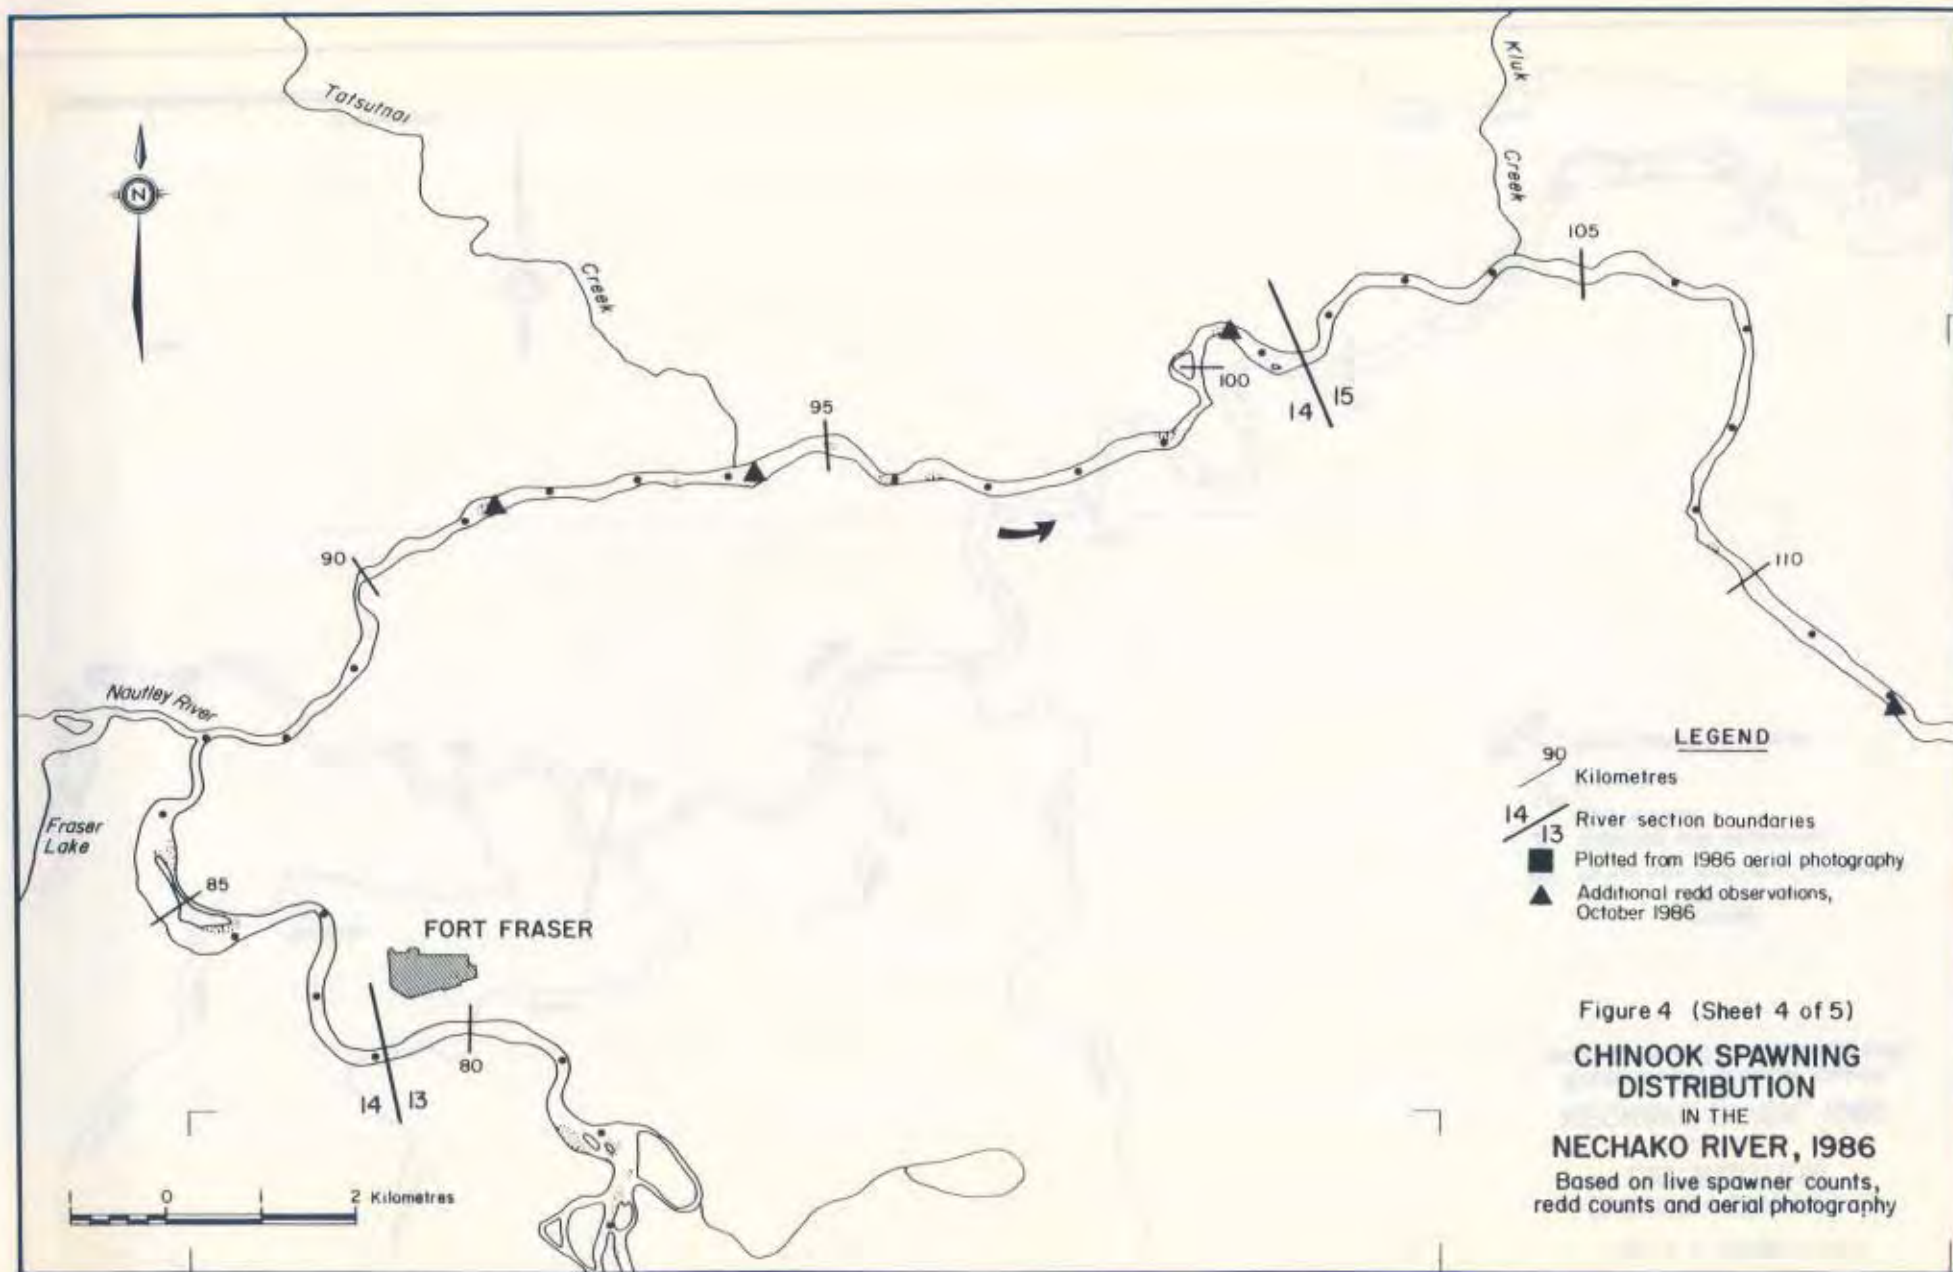 Tatsutnai
Creek
Kluk
Creek
N
105
100
14 15
95
90
110
Nautley River
Fraser
Lake
85
FORT FRASER
80
14 13
1 0 1 2 Kilometres
LEGEND
90
Kilometres
14
13
River section boundaries
Plotted from 1986 aerial photography
Additional redd observations,
October 1986
Figure 4 (Sheet 4 of 5)
CHINOOK SPAWNING
DISTRIBUTION
IN THE
NECHAKO RIVER, 1986
Based on live spawner counts,
redd counts and aerial photography